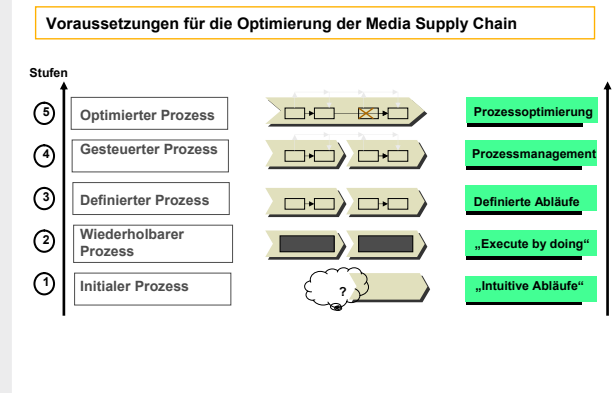 Voraussetzungen für die Optimierung der Media Supply Chain
Stufen
5 Optimierter Prozess Prozessoptimierung
4 Gesteuerter Prozess Prozessmanagement
3 Definierter Prozess Definierte Abläufe
2 Wiederholbarer
Prozess „Execute by doing“
1 Initialer Prozess ? „Intuitive Abläufe“